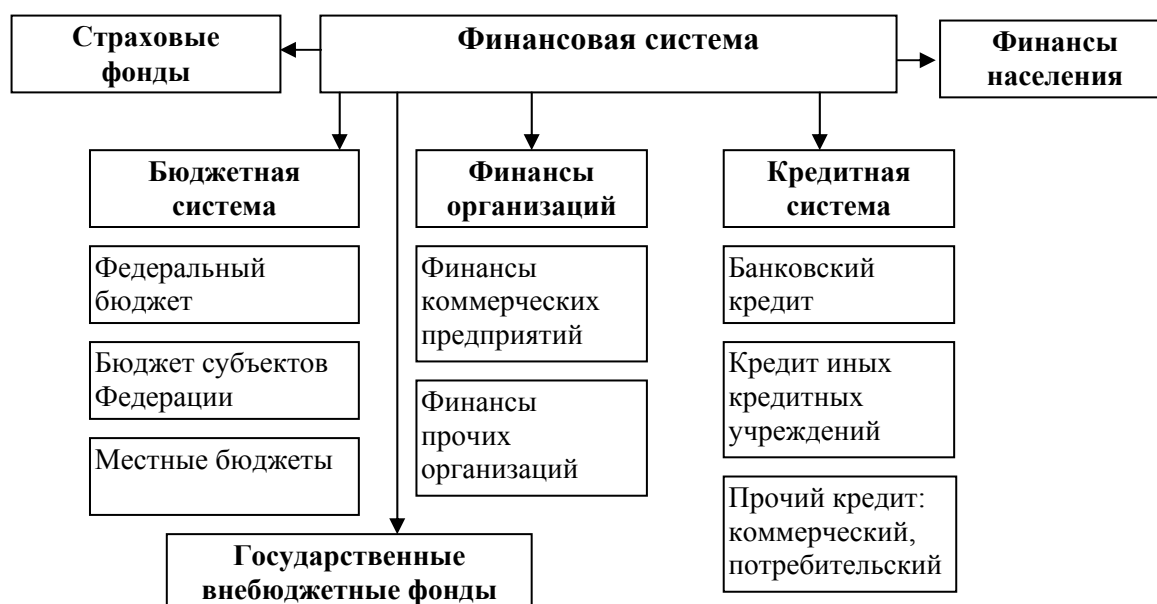 Страховые
фонды
Финансовая система
Финансы
населения
Бюджетная
система
Финансы
организаций
Кредитная
система
Федеральный
бюджет
Финансы
коммерческих
предприятий
Банковский
кредит
Бюджет субъектов
Федерации
Кредит иных
кредитных
учреждений
Финансы
прочих
организаций
Местные бюджеты
Прочий кредит:
коммерческий,
потребительский
Государственные
внебюджетные фонды